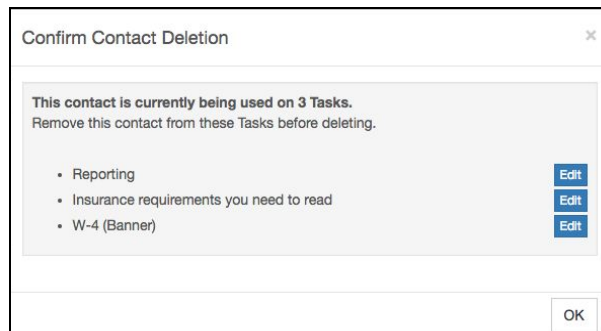 Confirm Contact Deletion ×
This contact is currently being used on 3 Tasks.
Remove this contact from these Tasks before deleting.
• Reporting Edit
• Insurance requirements you need to read Edit
• W-4 (Banner) Edit
OK